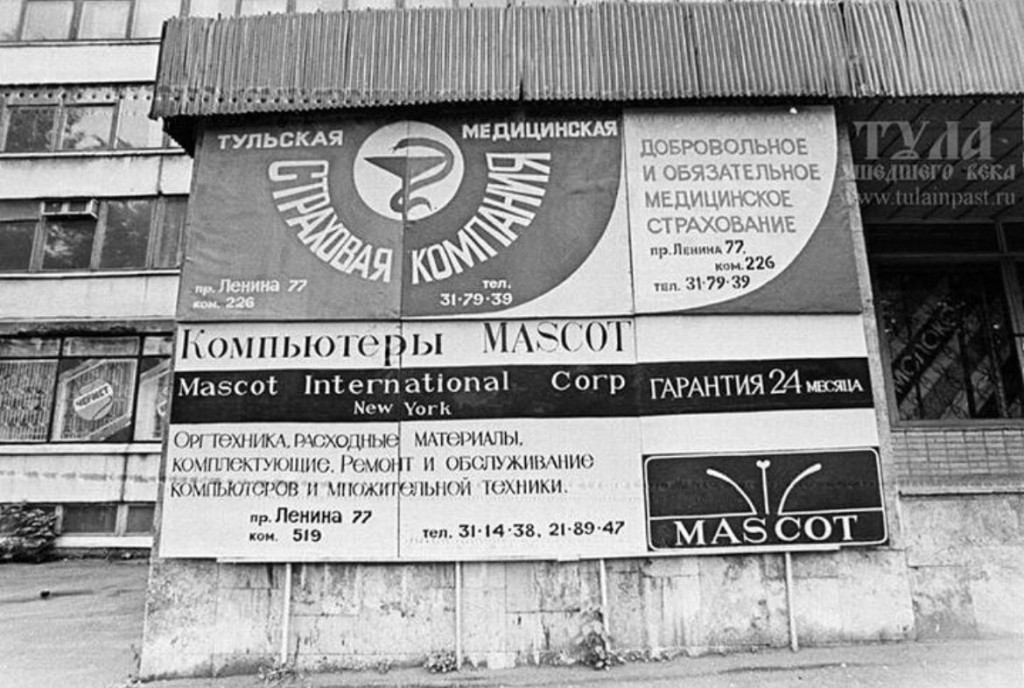 ТУЛЬСКАЯ
МЕДИЦИНСКАЯ
СТРАХОВАЯ КОМПАНИЯ
пр. Ленина 77
ком. 226
тел.
31·79·39
ДОБРОВОЛЬНОЕ
И ОБЯЗАТЕЛЬНОЕ
МЕДИЦИНСКОЕ
СТРАХОВАНИЕ
пр. Ленина 77,
ком. 226
тел. 31·79·39
ТУЛА
ШЕДШЕГО ВЕКА
www.tulainpast.ru
Компьютеры MASCOT
Mascot International Corp
New York
ГАРАНТИЯ 24 МЕСЯЦА
Оргтехника, расходные материалы,
комплектующие. Ремонт и обслуживание
компьютеров и множительной техники.
пр. Ленина 77
ком. 519
тел. 31·14·38, 21·89·47
MASCOT